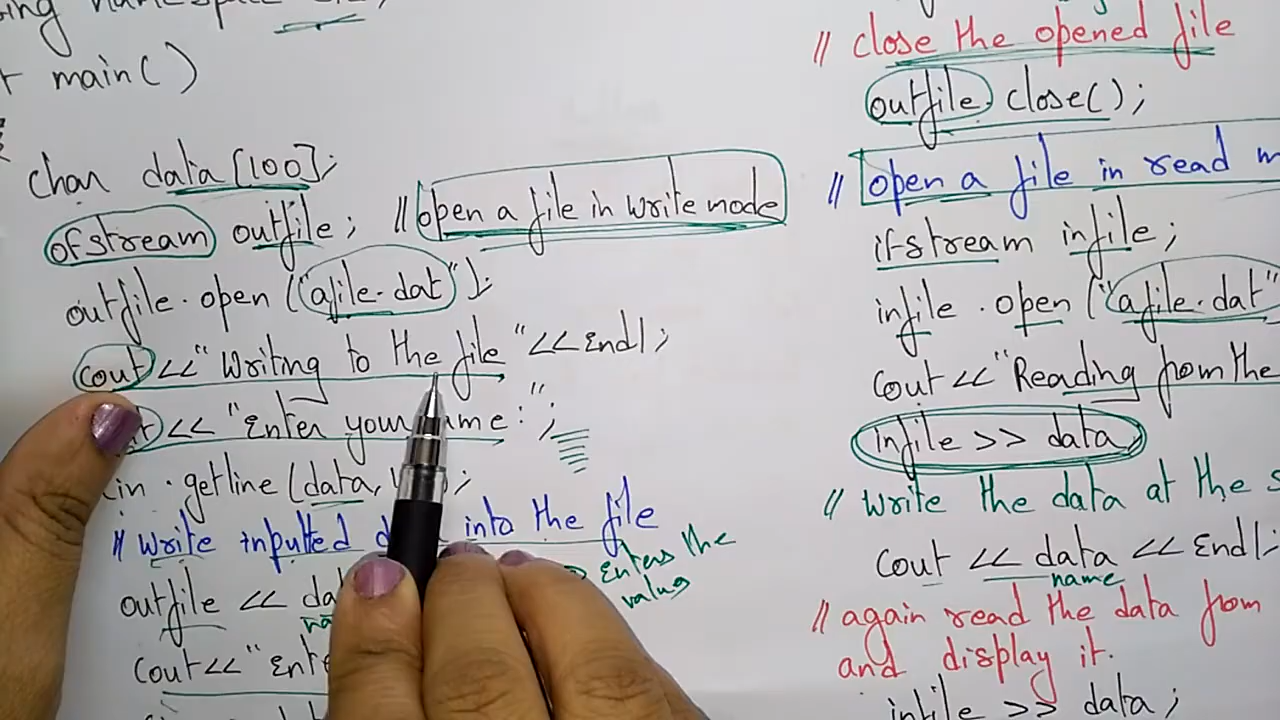 namespace
main()
char data[100];
ofstream outfile; // open a file in write mode
outfile.open("afile.dat");
cout<<"Writing to the file"<<Endl;
<<"Enter your name:";
in.getline(data,
// Write inputted into the file
Enters the
value
outfile <<
cout<<"
// close the opened file
outfile.close();
// open a file in read
ifstream infile;
infile.open("afile.dat"
cout<<"Reading from the
infile>>data;
// Write the data at the
cout<<data<<Endl;
name
// again read the data from
and display it.
infile >> data;